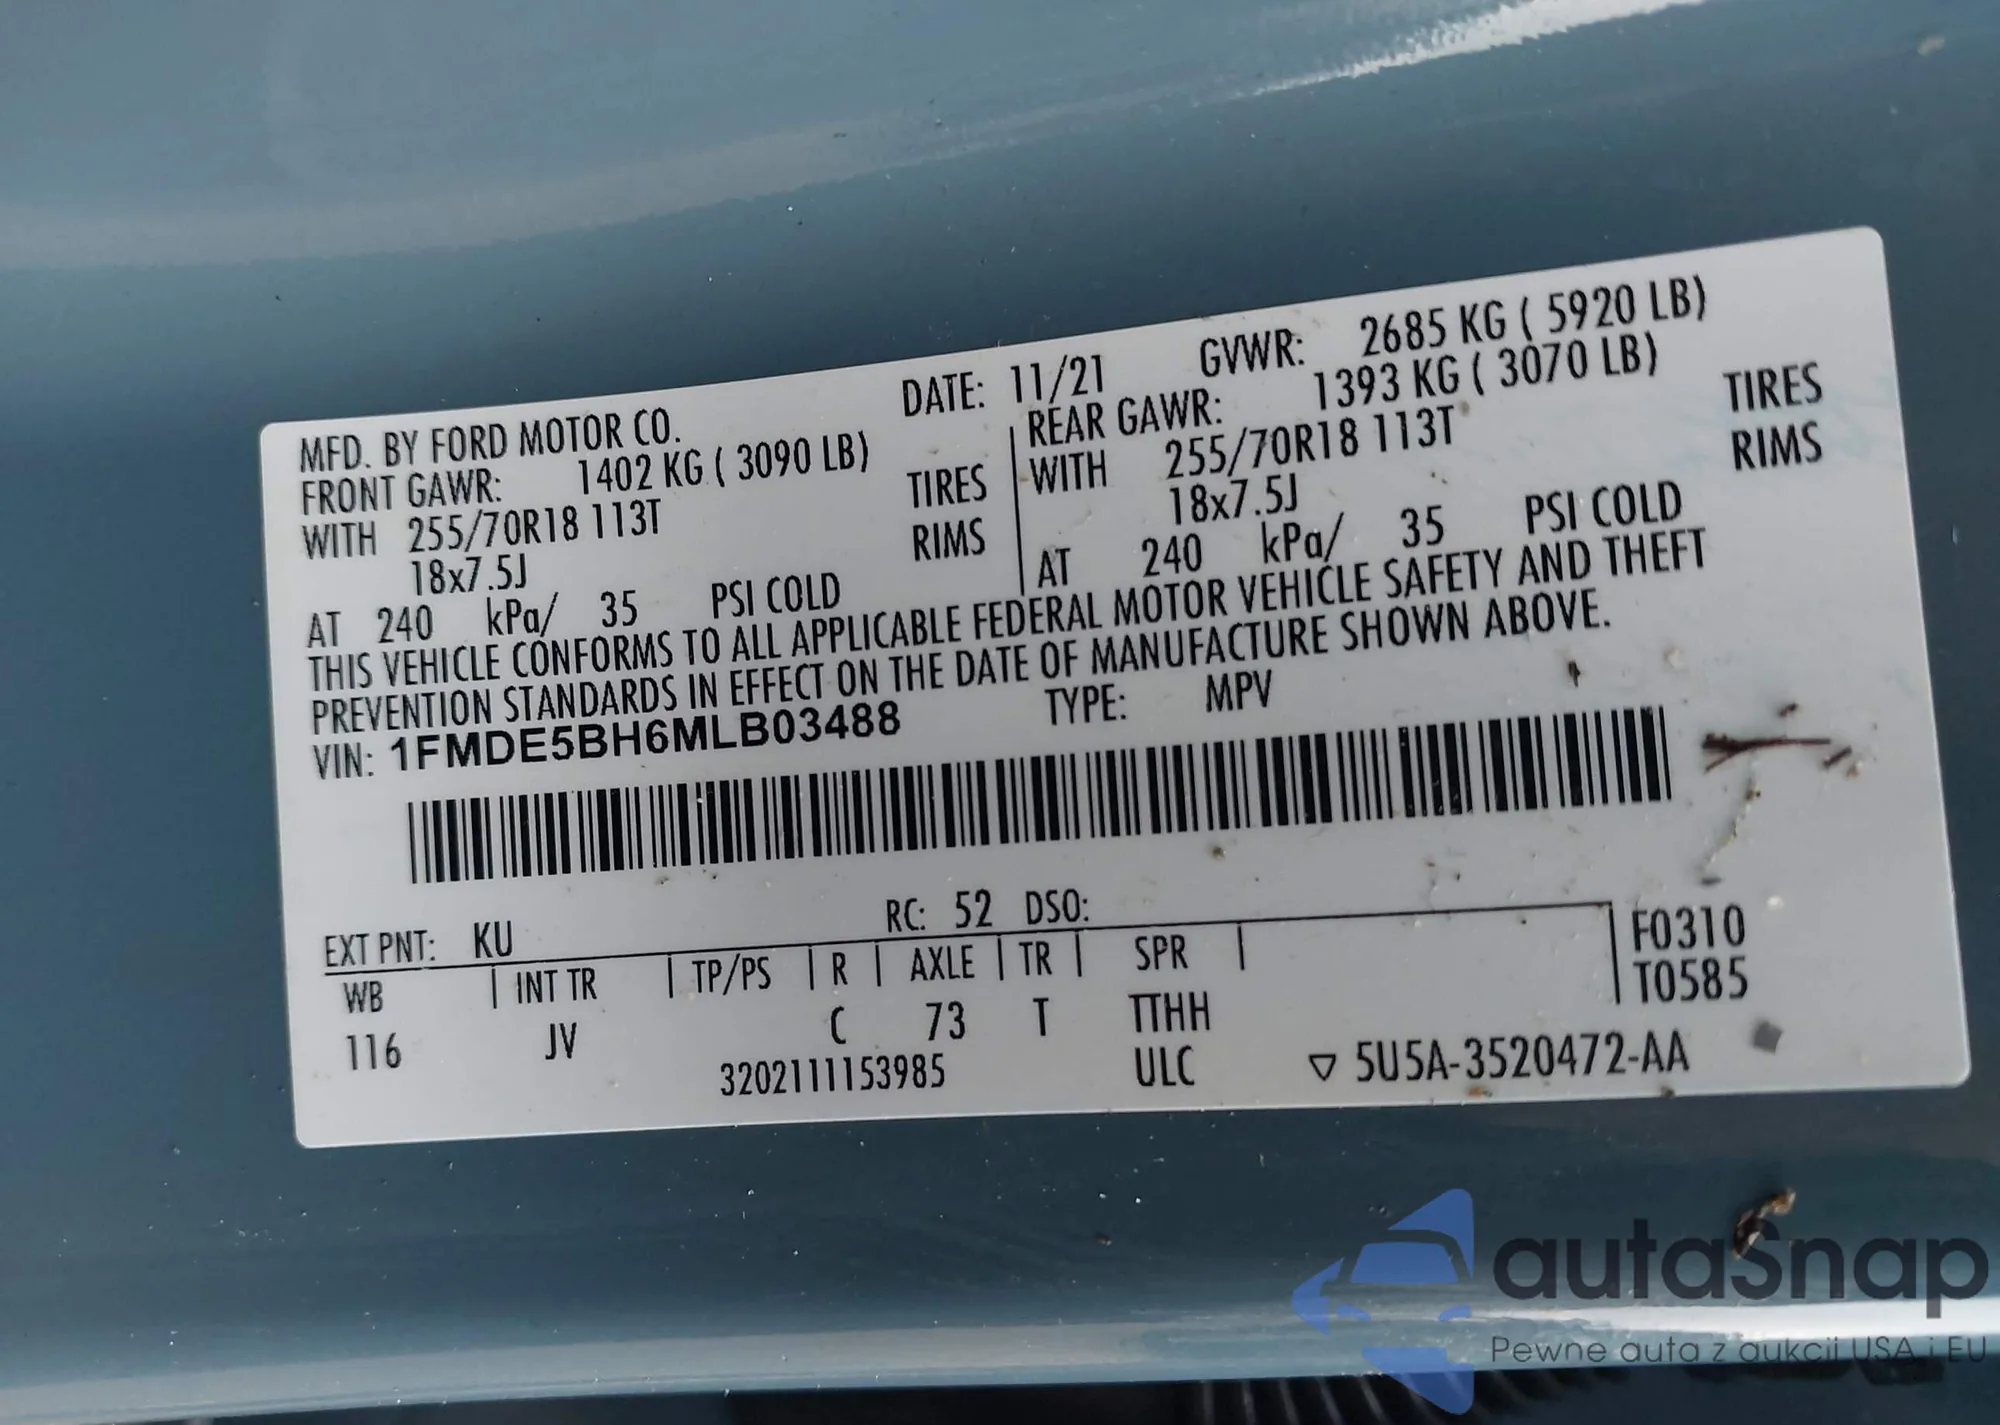 MFD. BY FORD MOTOR CO. DATE: 11/21 GVWR: 2685 KG ( 5920 LB)
FRONT GAWR: 1402 KG ( 3090 LB) REAR GAWR: 1393 KG ( 3070 LB)
WITH 255/70R18 113T TIRES WITH 255/70R18 113T TIRES
18x7.5J RIMS 18x7.5J RIMS
AT 240 kPa/ 35 PSI COLD AT 240 kPa/ 35 PSI COLD
THIS VEHICLE CONFORMS TO ALL APPLICABLE FEDERAL MOTOR VEHICLE SAFETY AND THEFT
PREVENTION STANDARDS IN EFFECT ON THE DATE OF MANUFACTURE SHOWN ABOVE.
VIN: 1FMDE5BH6MLB03488 TYPE: MPV
EXT PNT: KU RC: 52 DSO: F0310
WB INT TR TP/PS R AXLE TR SPR T0585
116 JV C 73 T TTHH
3202111153985 ULC ▽ 5U5A-3520472-AA
autaSnap
Pewne auta z aukcji USA i EU